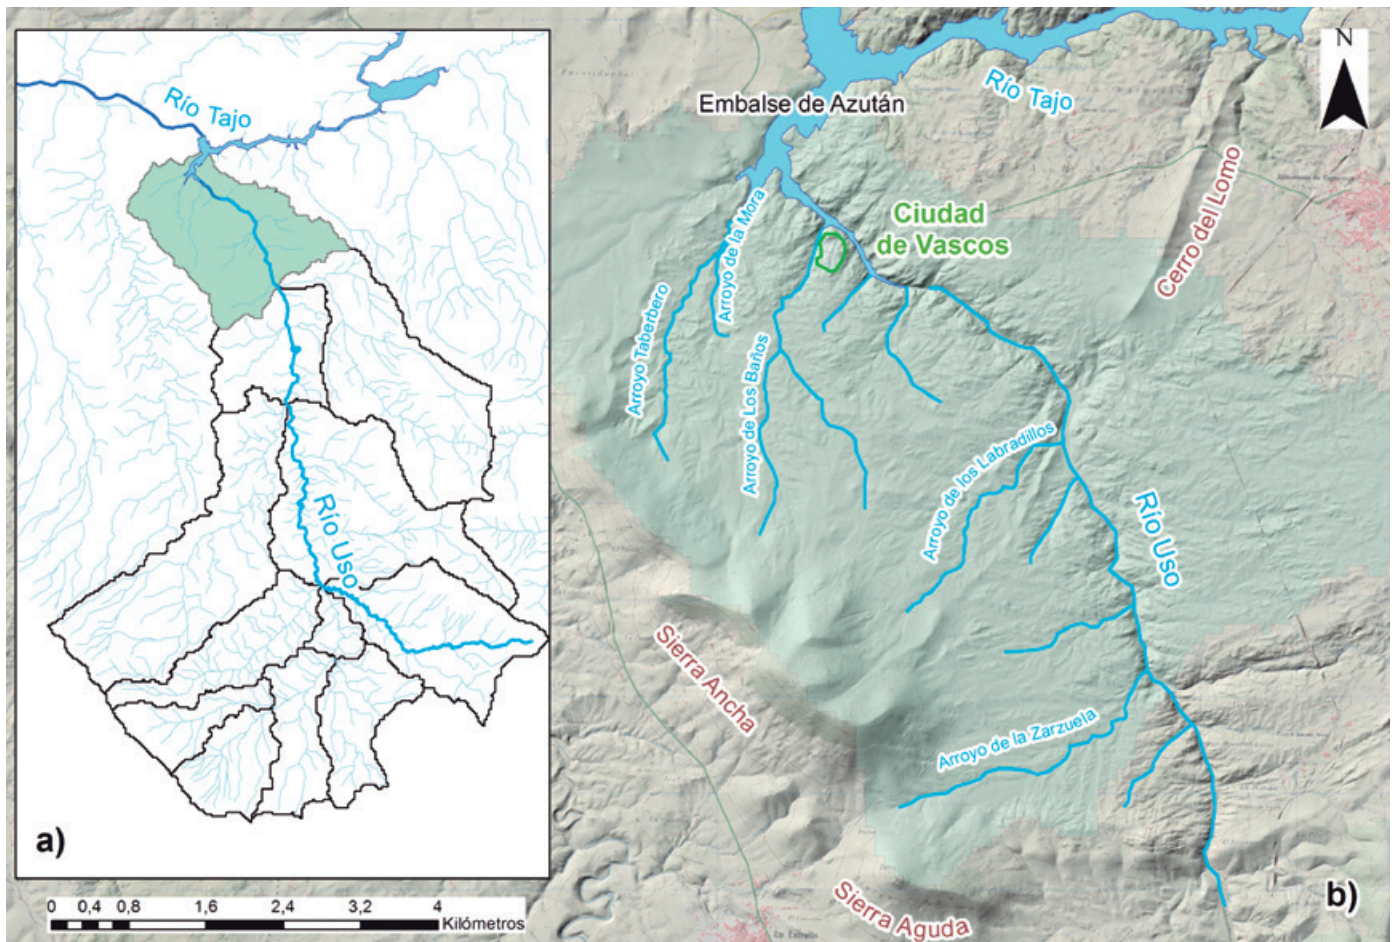 Río Tajo
Río Uso
a)
0 0,4 0,8 1,6 2,4 3,2 4
Kilómetros
N
Río Tajo
Embalse de Azután
Cerro del Lomo
Ciudad
de Vascos
Arroyo de la Mora
Arroyo Taberbero
Arroyo de Los Baños
Arroyo de los Labradillos
Río Uso
Sierra Ancha
Arroyo de la Zarzuela
Sierra Aguda
La Estrella
b)